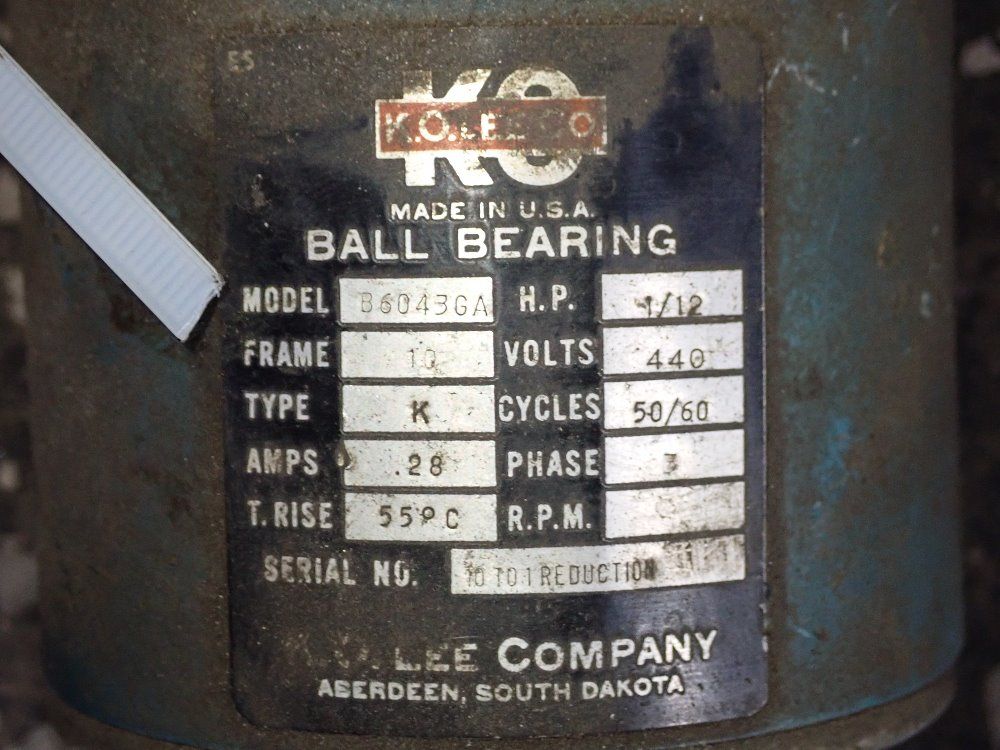 ES
KO
K.O. LEE CO
MADE IN U.S.A.
BALL BEARING
MODEL B6043GA H.P. 1/12
FRAME 10 VOLTS 440
TYPE K CYCLES 50/60
AMPS .28 PHASE 3
T. RISE 55°C R.P.M.
SERIAL NO. 10 TO 1 REDUCTION
K.O. LEE COMPANY
ABERDEEN, SOUTH DAKOTA